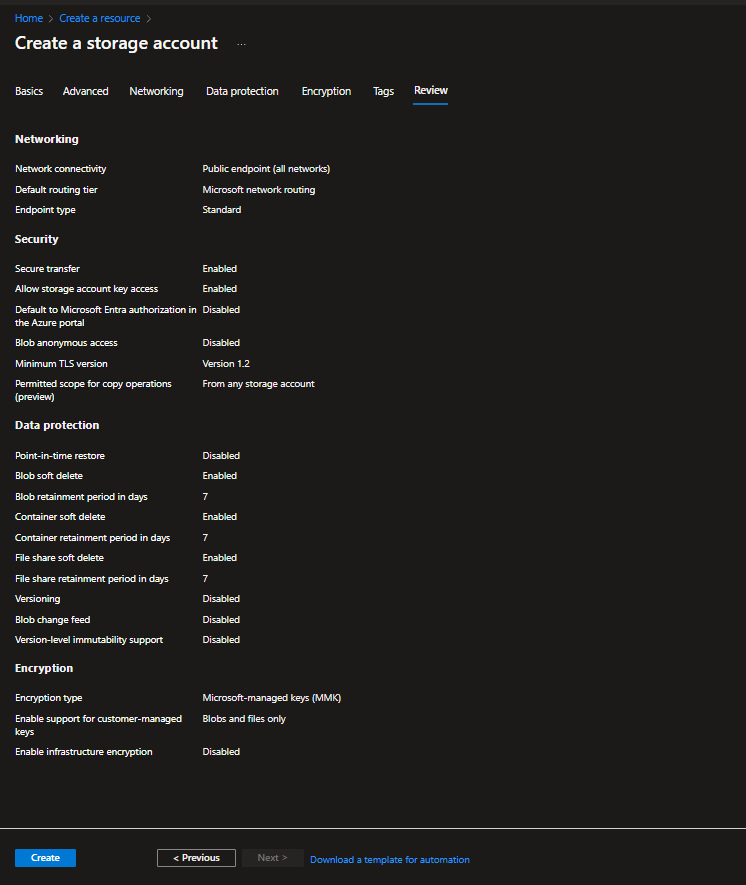 Home > Create a resource >
Create a storage account ...
Basics Advanced Networking Data protection Encryption Tags Review
Networking
Network connectivity Public endpoint (all networks)
Default routing tier Microsoft network routing
Endpoint type Standard
Security
Secure transfer Enabled
Allow storage account key access Enabled
Default to Microsoft Entra authorization in Disabled
the Azure portal
Blob anonymous access Disabled
Minimum TLS version Version 1.2
Permitted scope for copy operations From any storage account
(preview)
Data protection
Point-in-time restore Disabled
Blob soft delete Enabled
Blob retainment period in days 7
Container soft delete Enabled
Container retainment period in days 7
File share soft delete Enabled
File share retainment period in days 7
Versioning Disabled
Blob change feed Disabled
Version-level immutability support Disabled
Encryption
Encryption type Microsoft-managed keys (MMK)
Enable support for customer-managed Blobs and files only
keys
Enable infrastructure encryption Disabled
Create < Previous Next > Download a template for automation